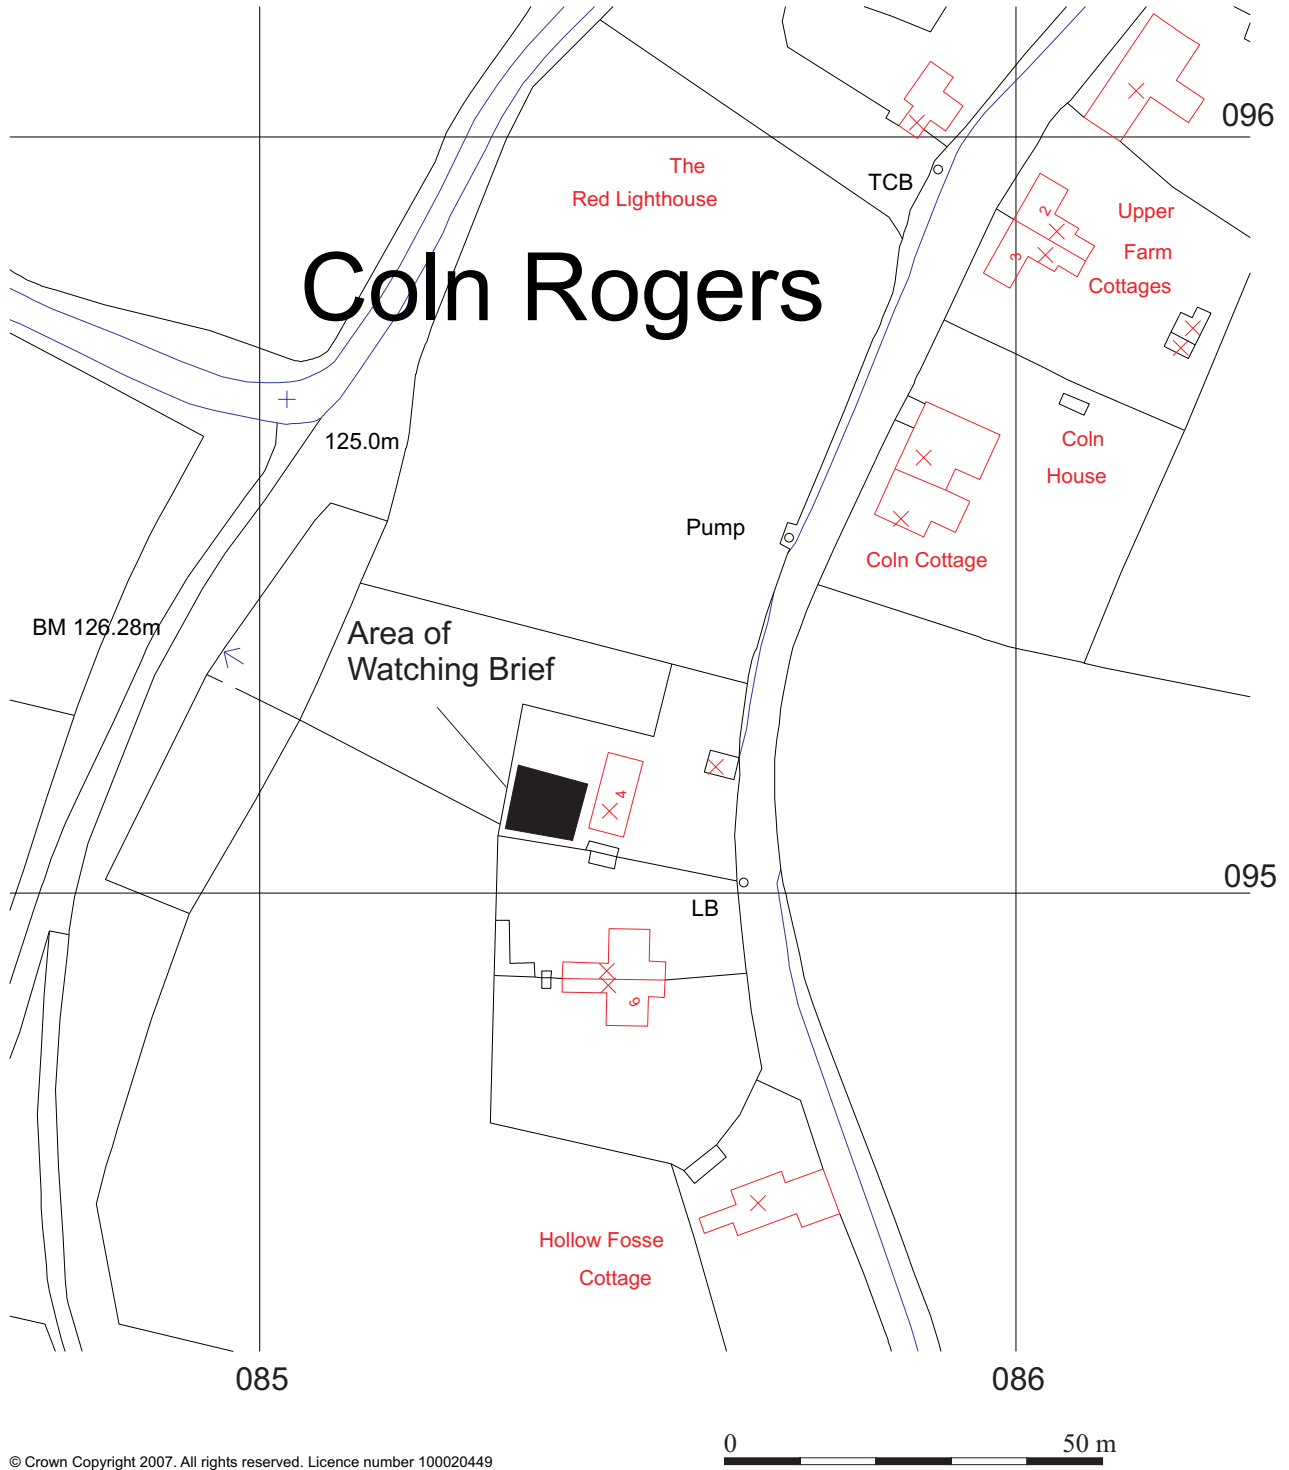 096
The
Red Lighthouse
TCB
2
Upper
3
Farm
Cottages
Coln Rogers
125.0m
Coln
House
Pump
Coln Cottage
BM 126.28m
Area of
Watching Brief
4
095
LB
6
Hollow Fosse
Cottage
085
086
0
50 m
© Crown Copyright 2007. All rights reserved. Licence number 100020449